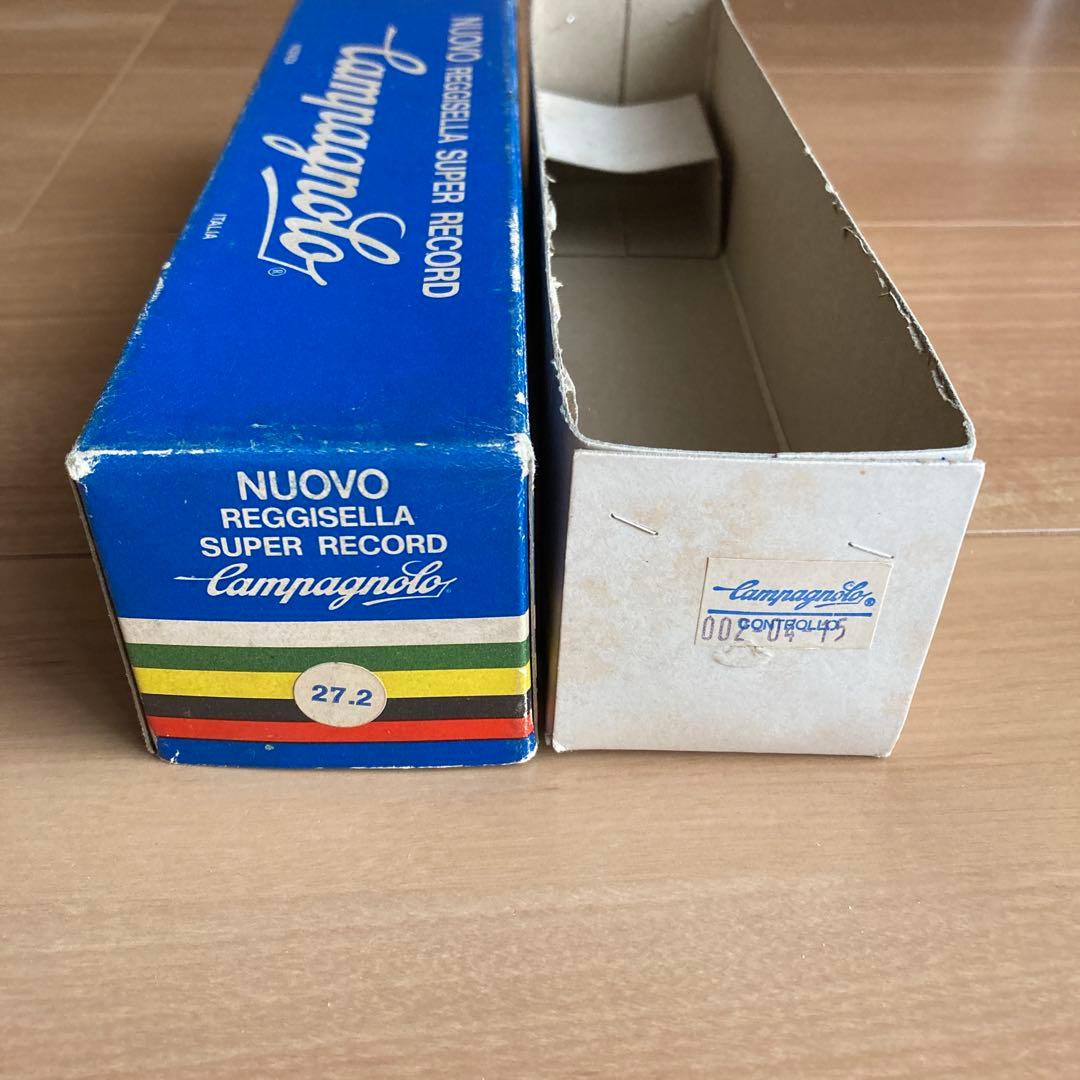 NUOVO REGGISELLA SUPER RECORD
Campagnolo
ITALIA
®
NUOVO
REGGISELLA
SUPER RECORD
Campagnolo
27.2
Campagnolo®
CONTROLLO